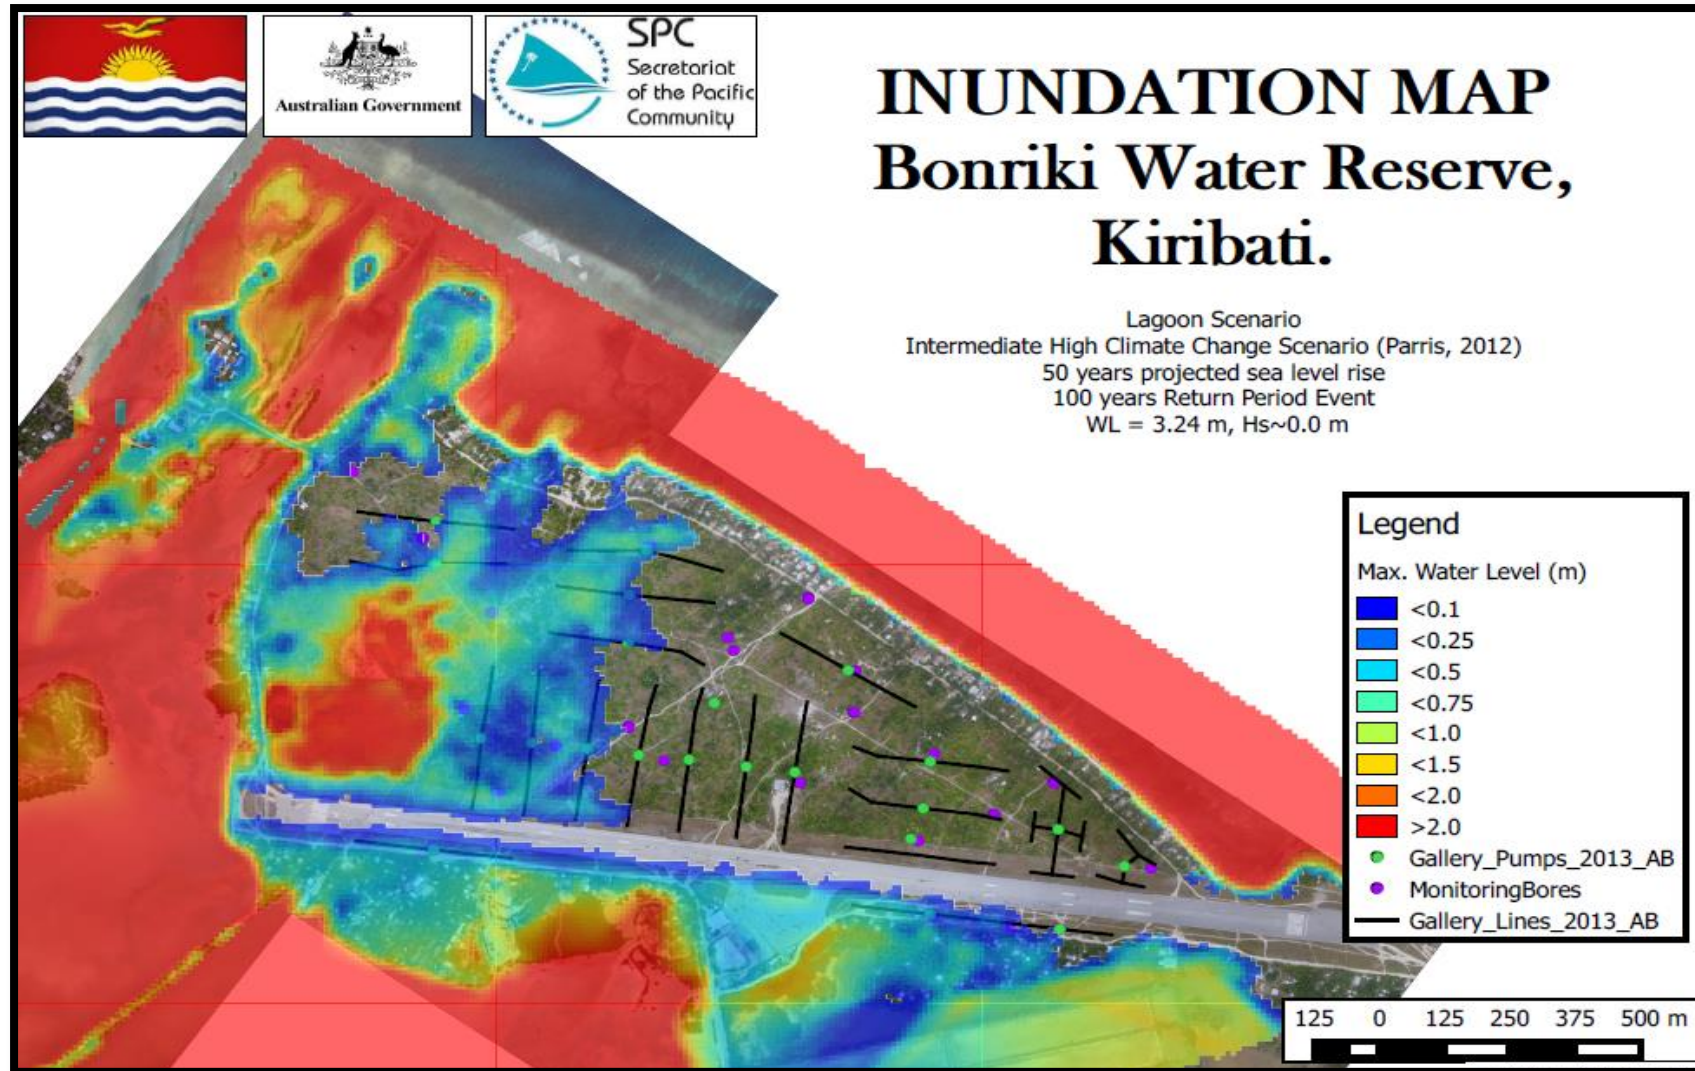 Australian Government
SPC
Secretariat
of the Pacific
Community
INUNDATION MAP
Bonriki Water Reserve,
Kiribati.
Lagoon Scenario
Intermediate High Climate Change Scenario (Parris, 2012)
50 years projected sea level rise
100 years Return Period Event
WL = 3.24 m, Hs~0.0 m
Legend
Max. Water Level (m)
<0.1
<0.25
<0.5
<0.75
<1.0
<1.5
<2.0
>2.0
Gallery_Pumps_2013_AB
MonitoringBores
Gallery_Lines_2013_AB
125 0 125 250 375 500 m